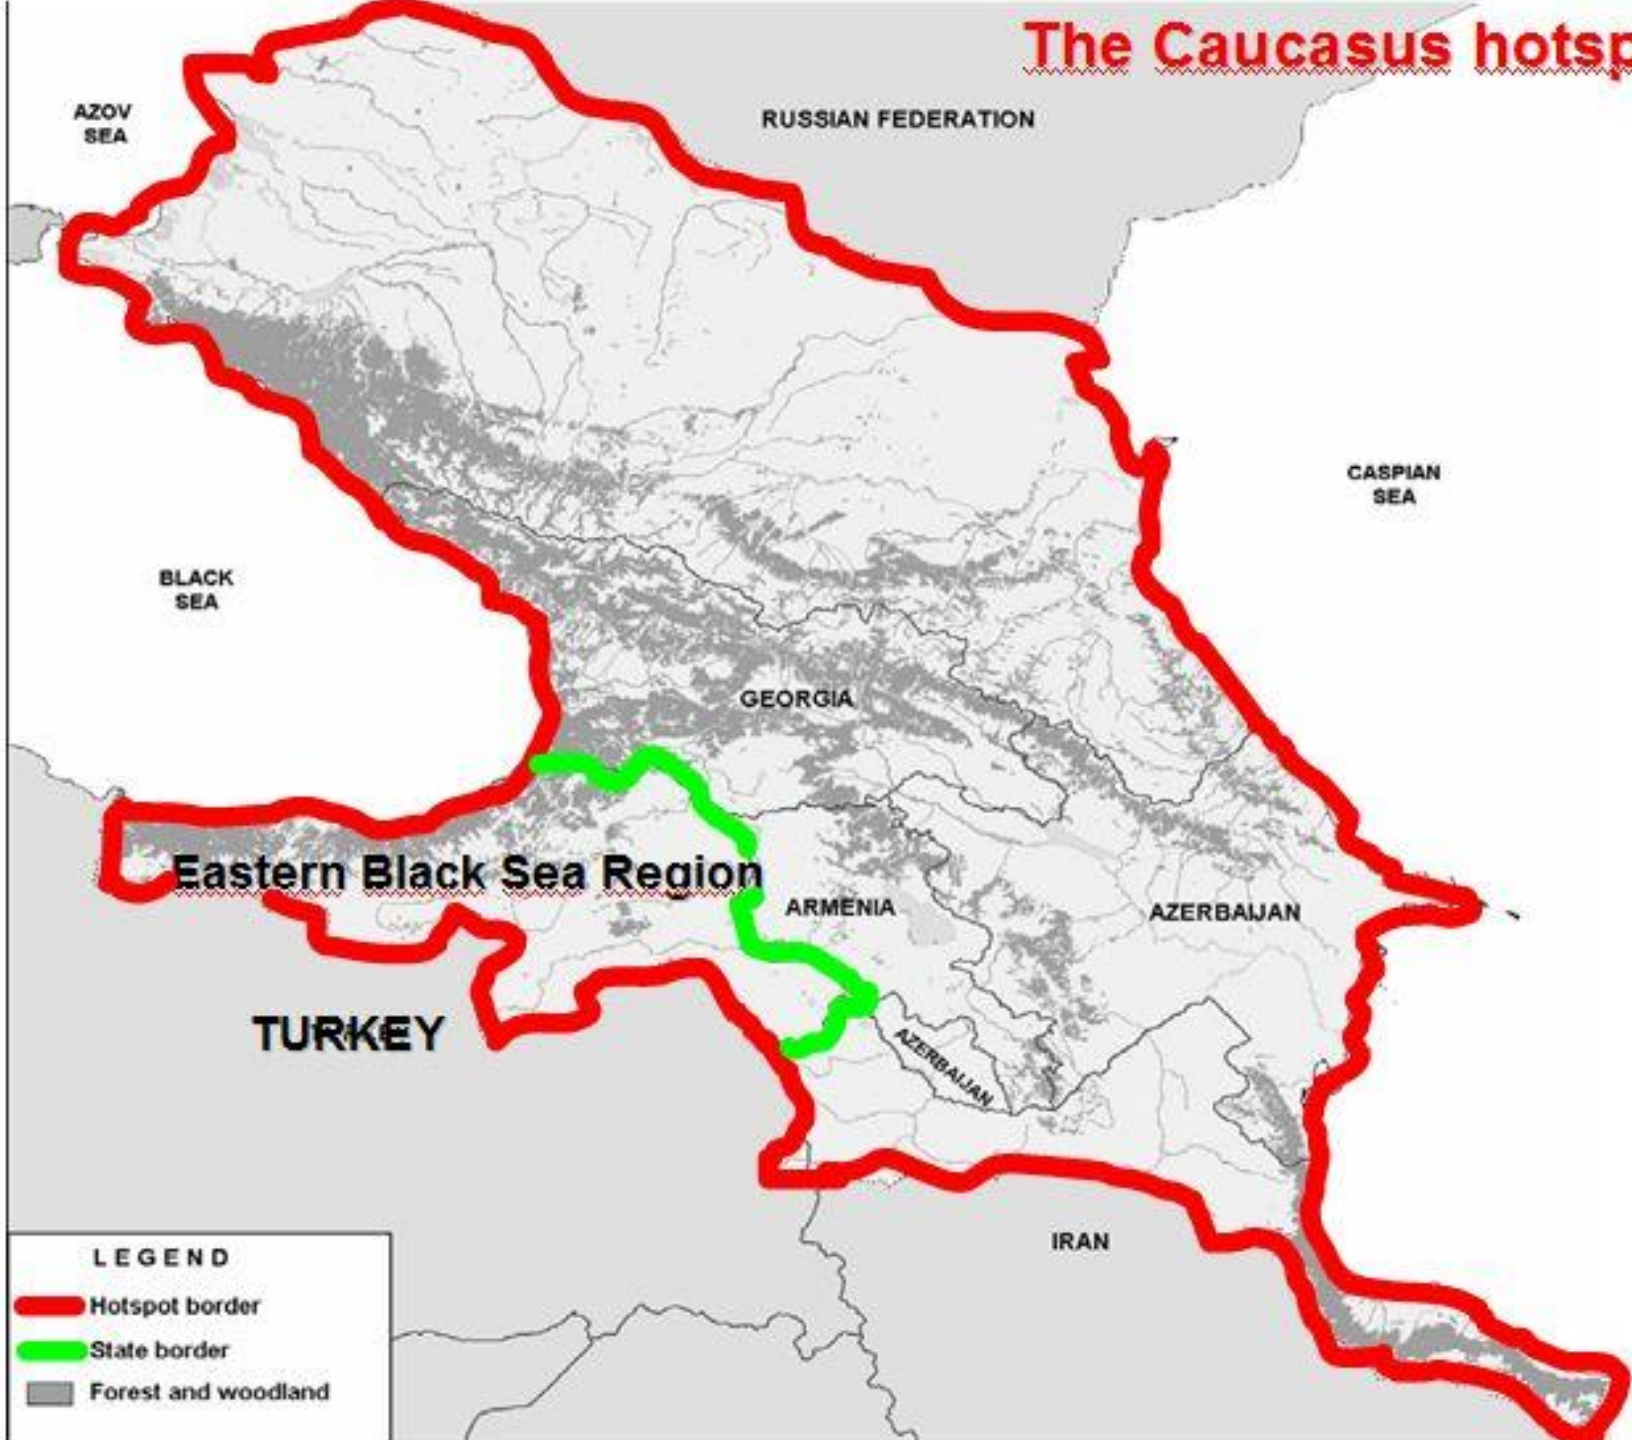 The Caucasus hotsp
AZOV
SEA
RUSSIAN FEDERATION
CASPIAN
SEA
BLACK
SEA
GEORGIA
Eastern Black Sea Region
ARMENIA
AZERBAIJAN
TURKEY
AZERBAIJAN
IRAN
LEGEND
Hotspot border
State border
Forest and woodland